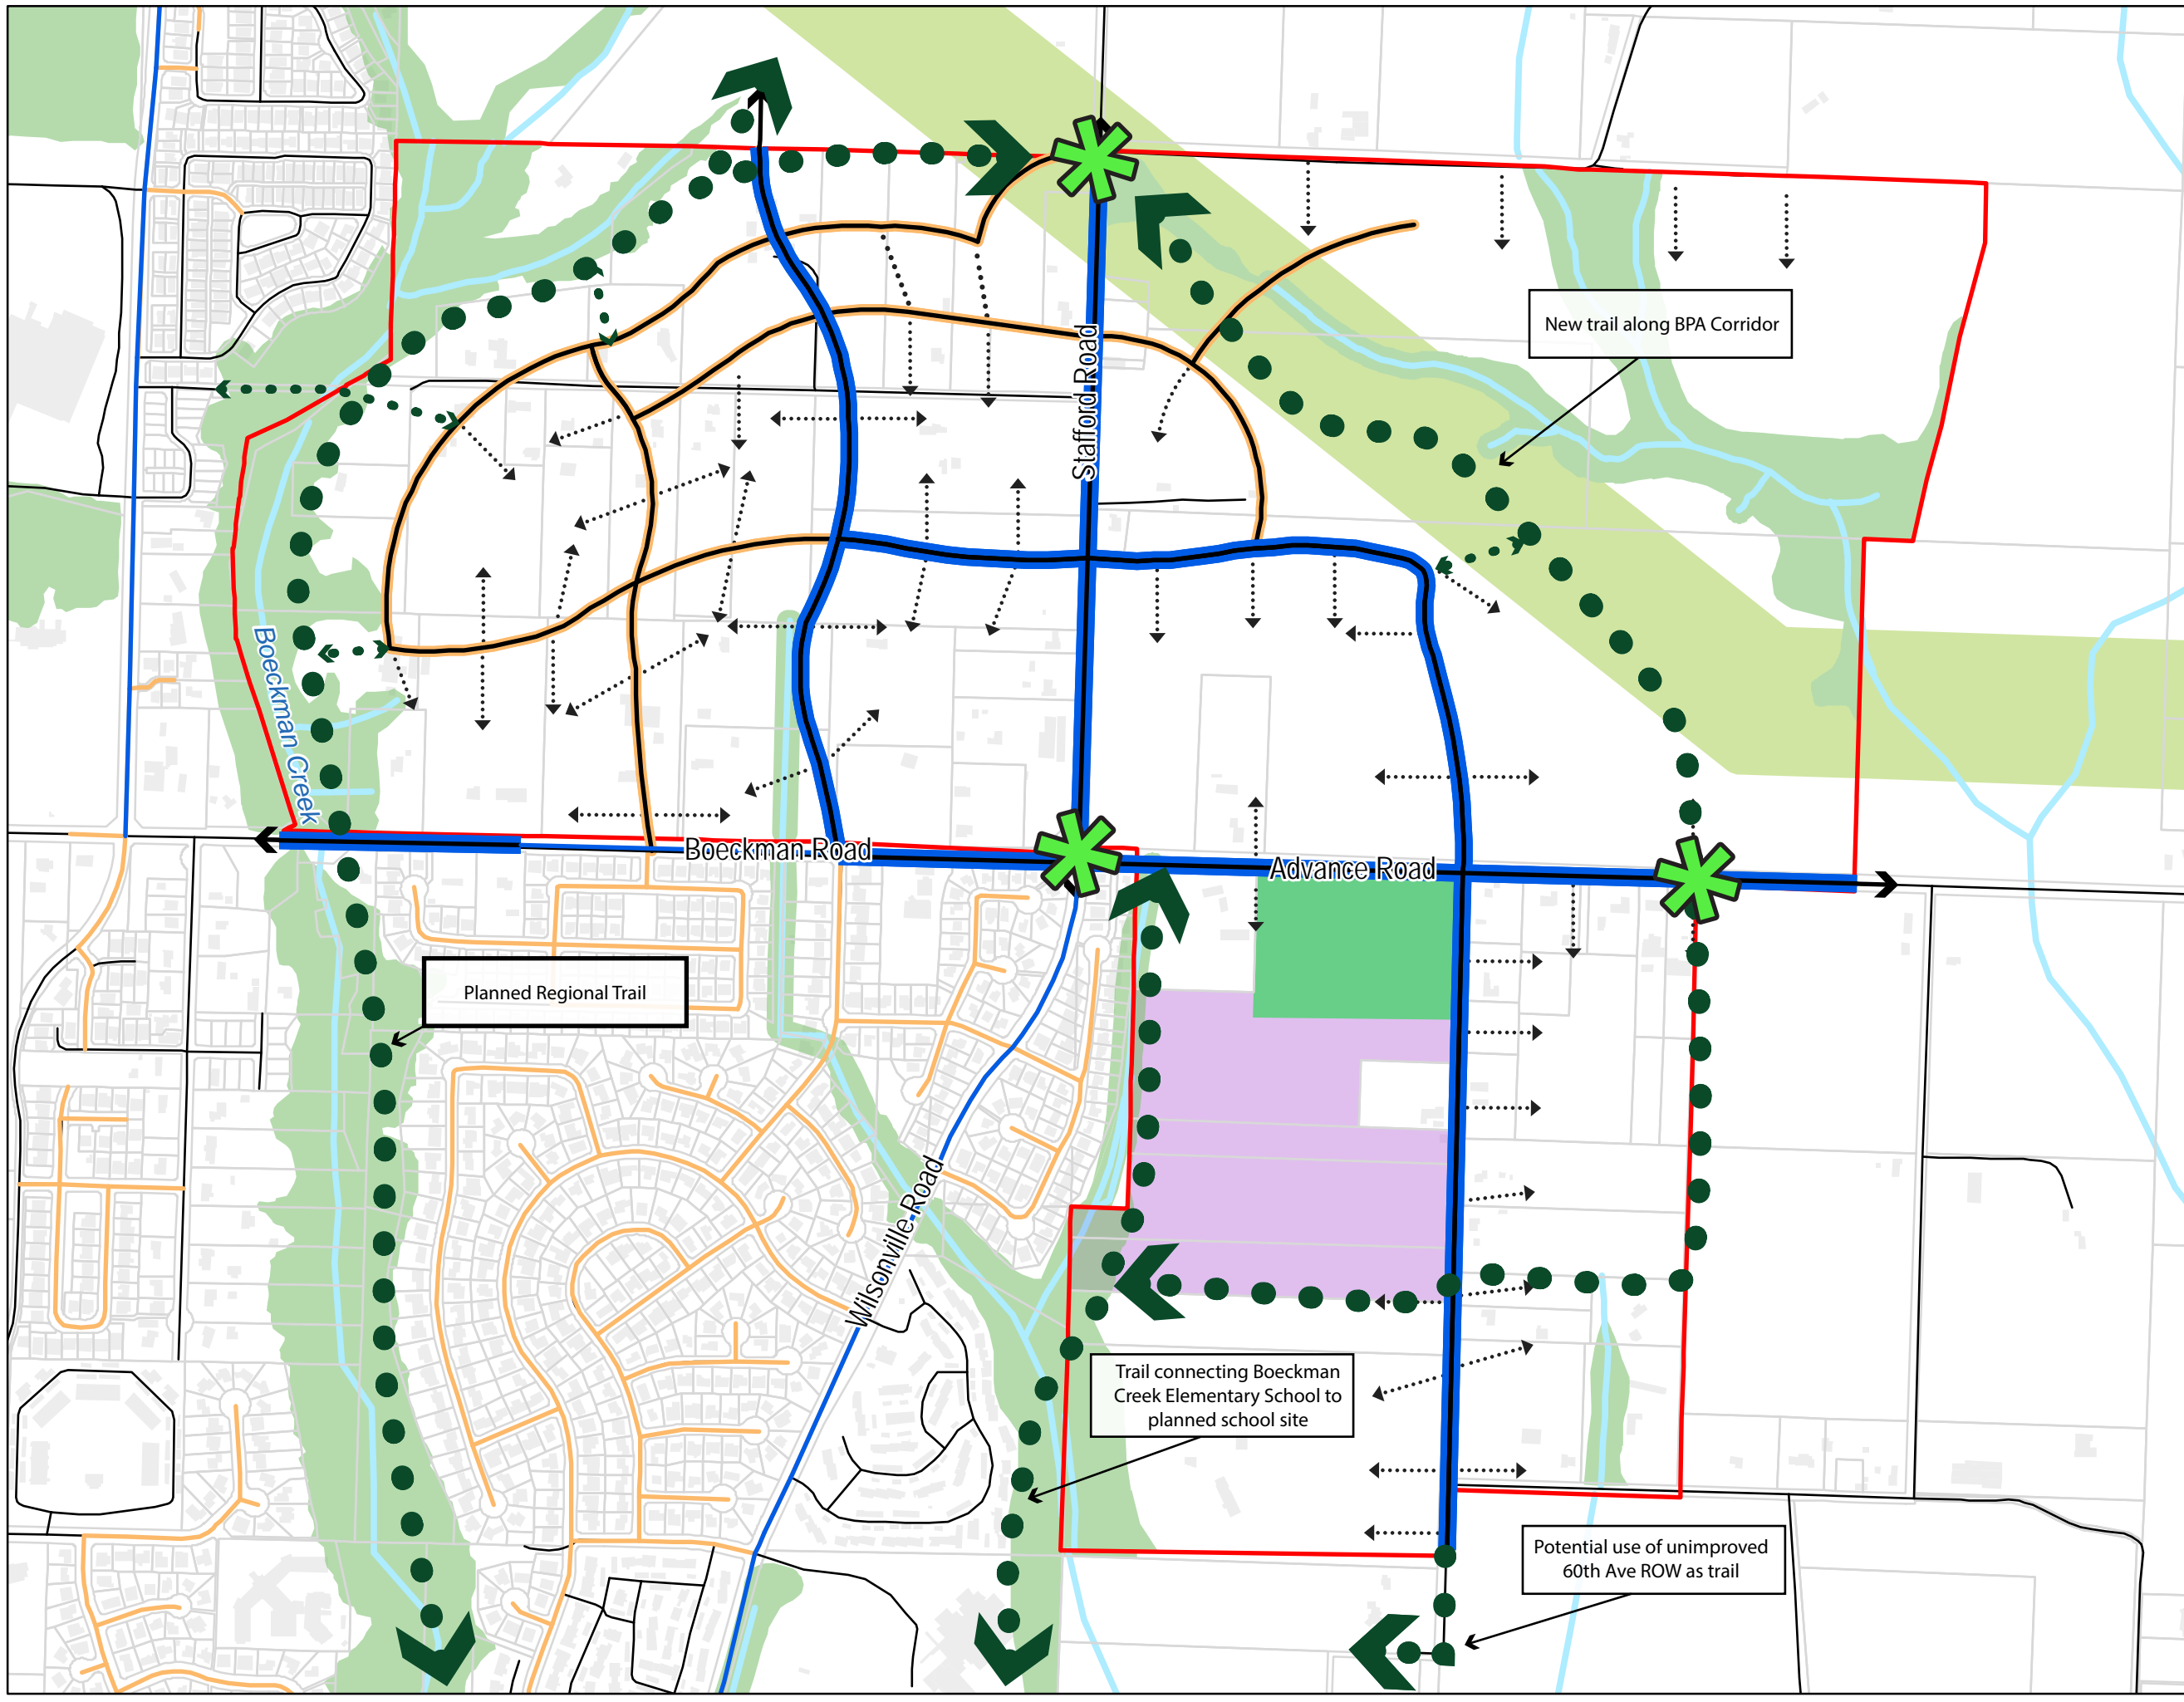 New trail along BPA Corridor
Stafford Road
Boeckman Creek
Boeckman Road
Advance Road
Planned Regional Trail
Wilsonville Road
Trail connecting Boeckman
Creek Elementary School to
planned school site
Potential use of unimproved
60th Ave ROW as trail